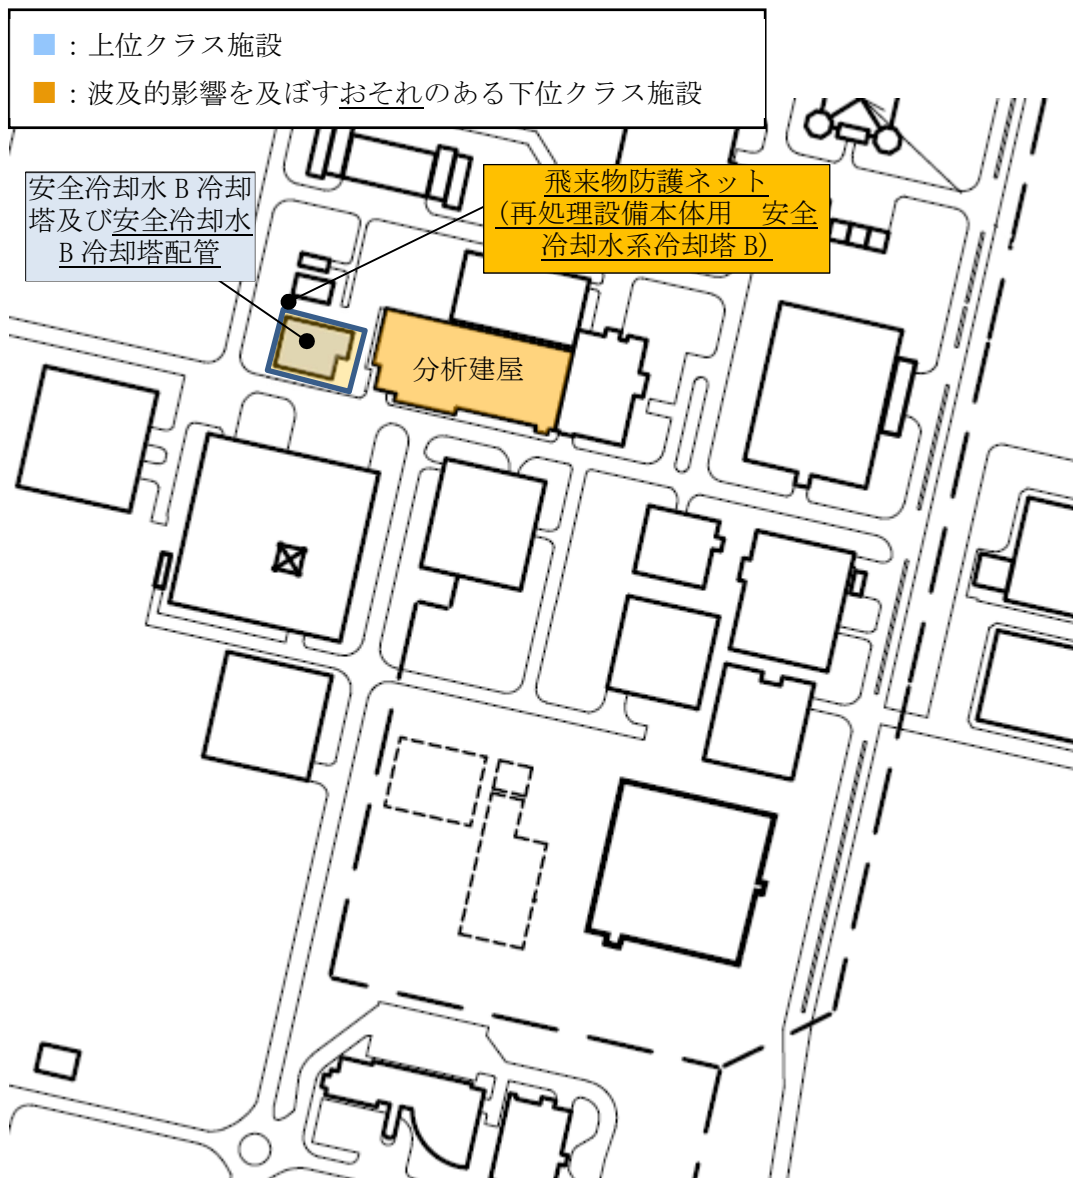 ■：上位クラス施設
■：波及的影響を及ぼすおそれのある下位クラス施設
安全冷却水 B 冷却
塔及び安全冷却水
B 冷却塔配管
飛来物防護ネット
(再処理設備本体用　安全
冷却水系冷却塔 B)
分析建屋